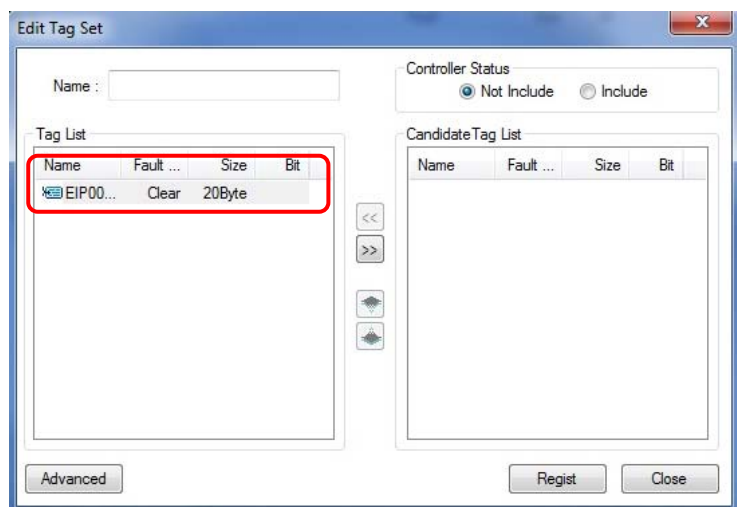 Edit Tag Set
x
Name :
Controller Status
Not Include Include
Tag List
Name Fault ... Size Bit
EIP00... Clear 20Byte
<<
>>
Candidate Tag List
Name Fault ... Size Bit
Advanced
Regist
Close